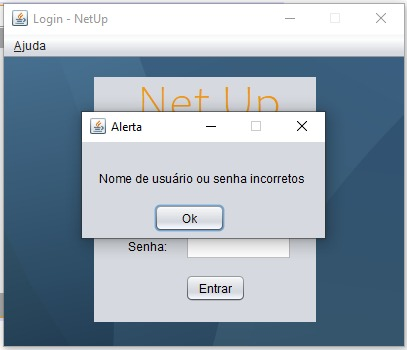 Login - NetUp
Ajuda
Net Up
Alerta
Nome de usuário ou senha incorretos
Ok
Senha:
Entrar